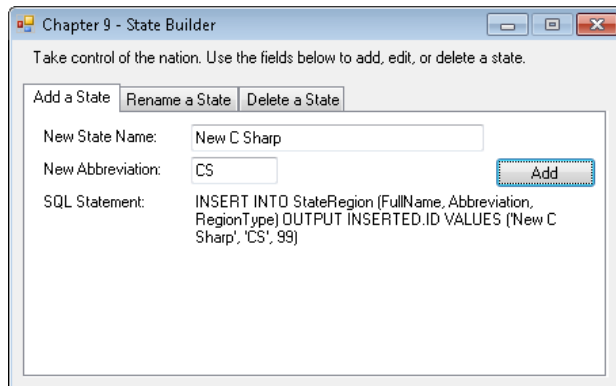 Chapter 9 - State Builder
Take control of the nation. Use the fields below to add, edit, or delete a state.
Add a State Rename a State Delete a State
New State Name: New C Sharp
New Abbreviation: CS Add
SQL Statement: INSERT INTO StateRegion (FullName, Abbreviation,
RegionType) OUTPUT INSERTED.ID VALUES ('New C
Sharp', 'CS', 99)